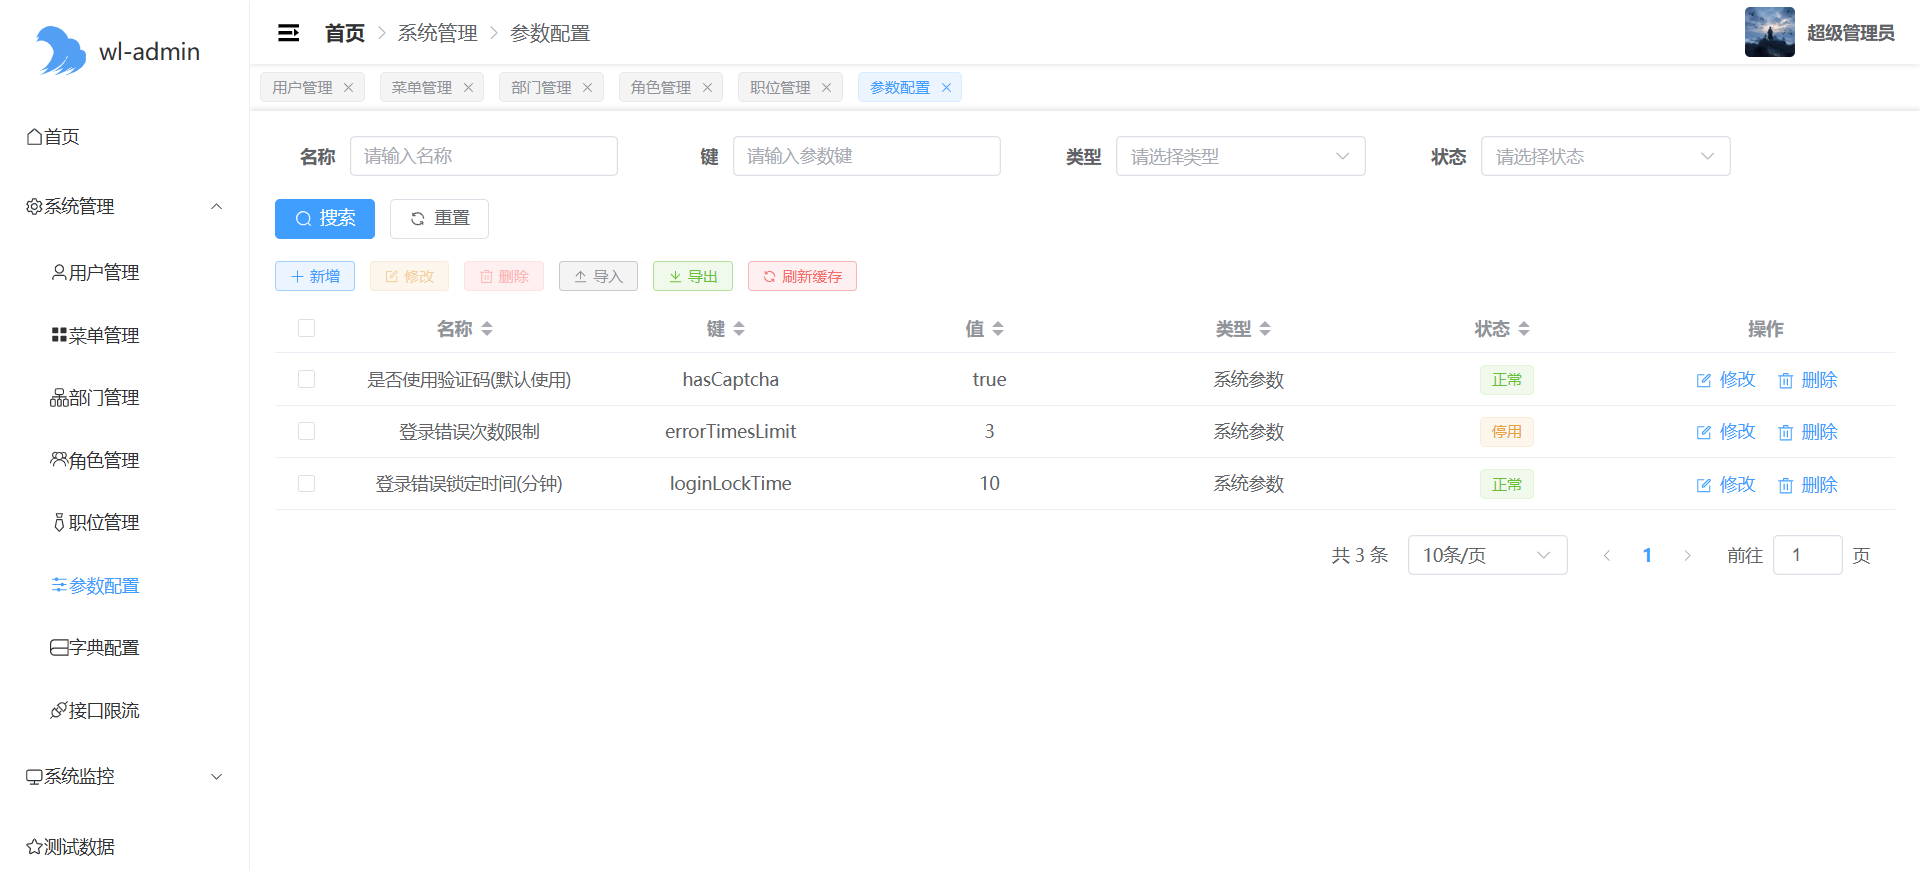 wl-admin
首页
系统管理
用户管理
菜单管理
部门管理
角色管理
职位管理
参数配置
字典配置
接口限流
系统监控
测试数据
首页 > 系统管理 > 参数配置
超级管理员
用户管理 菜单管理 部门管理 角色管理 职位管理 参数配置
名称 请输入名称 键 请输入参数键 类型 请选择类型 状态 请选择状态
搜索 重置
新增 修改 删除 导入 导出 刷新缓存
名称 键 值 类型 状态 操作
是否使用验证码(默认使用) hasCaptcha true 系统参数 正常 修改 删除
登录错误次数限制 errorTimesLimit 3 系统参数 停用 修改 删除
登录错误锁定时间(分钟) loginLockTime 10 系统参数 正常 修改 删除
共 3 条 10条/页 1 前往 1 页